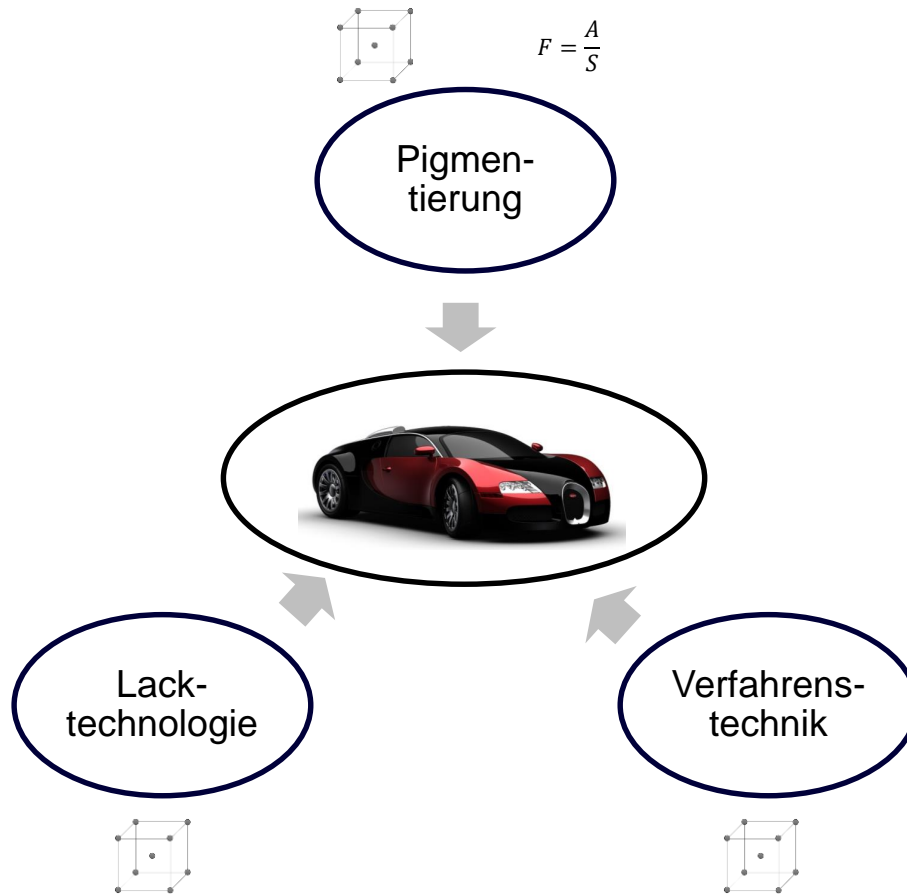 F = A/S
Pigmen-
tierung
Lack-
technologie
Verfahrens-
technik